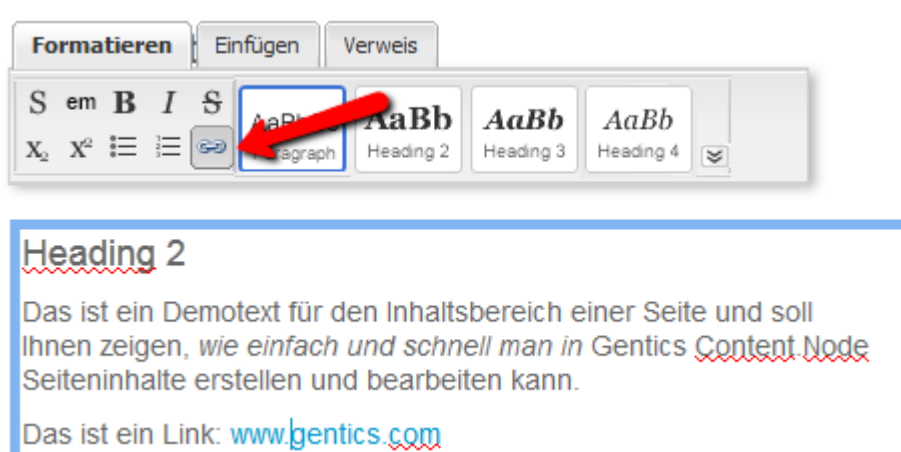 Formatieren Einfügen Verweis
S em B I S
X₂ X²
AaBb AaBb AaBb
Heading 2 Heading 3 Heading 4
Heading 2
Das ist ein Demotext für den Inhaltsbereich einer Seite und soll
Ihnen zeigen, wie einfach und schnell man in Gentics Content.Node
Seiteninhalte erstellen und bearbeiten kann.
Das ist ein Link: www.gentics.com